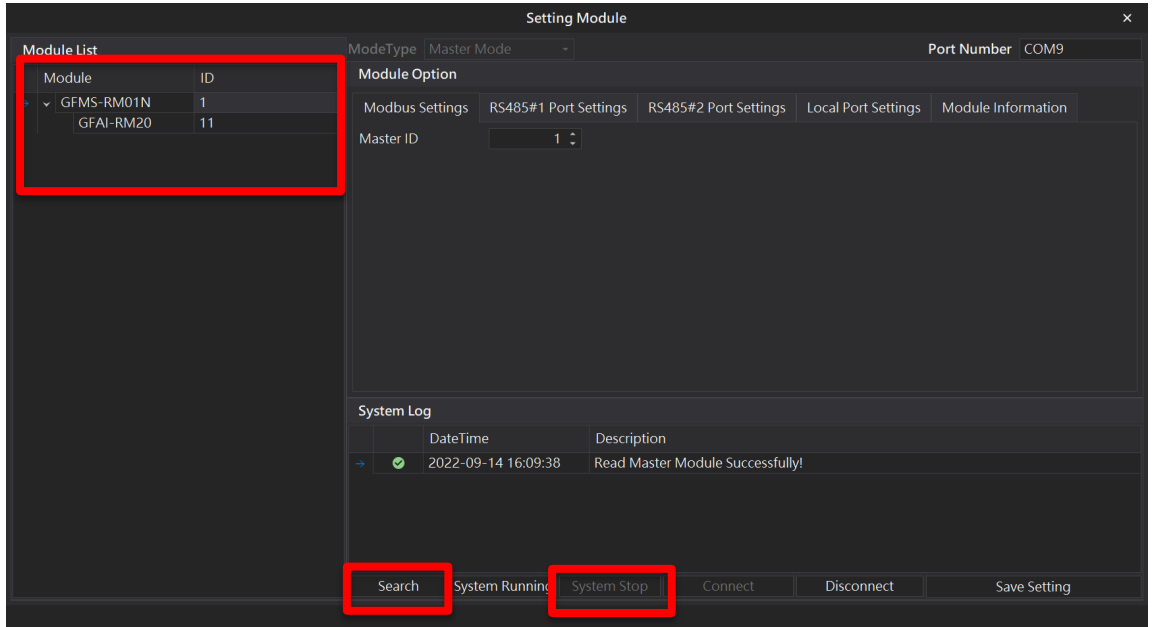 Setting Module
Module List
ModeType Master Mode
Port Number COM9
Module ID
GFMS-RM01N 1
GFAI-RM20 11
Module Option
Modbus Settings RS485#1 Port Settings RS485#2 Port Settings Local Port Settings Module Information
Master ID 1
System Log
DateTime Description
2022-09-14 16:09:38 Read Master Module Successfully!
Search System Running System Stop Connect Disconnect Save Setting